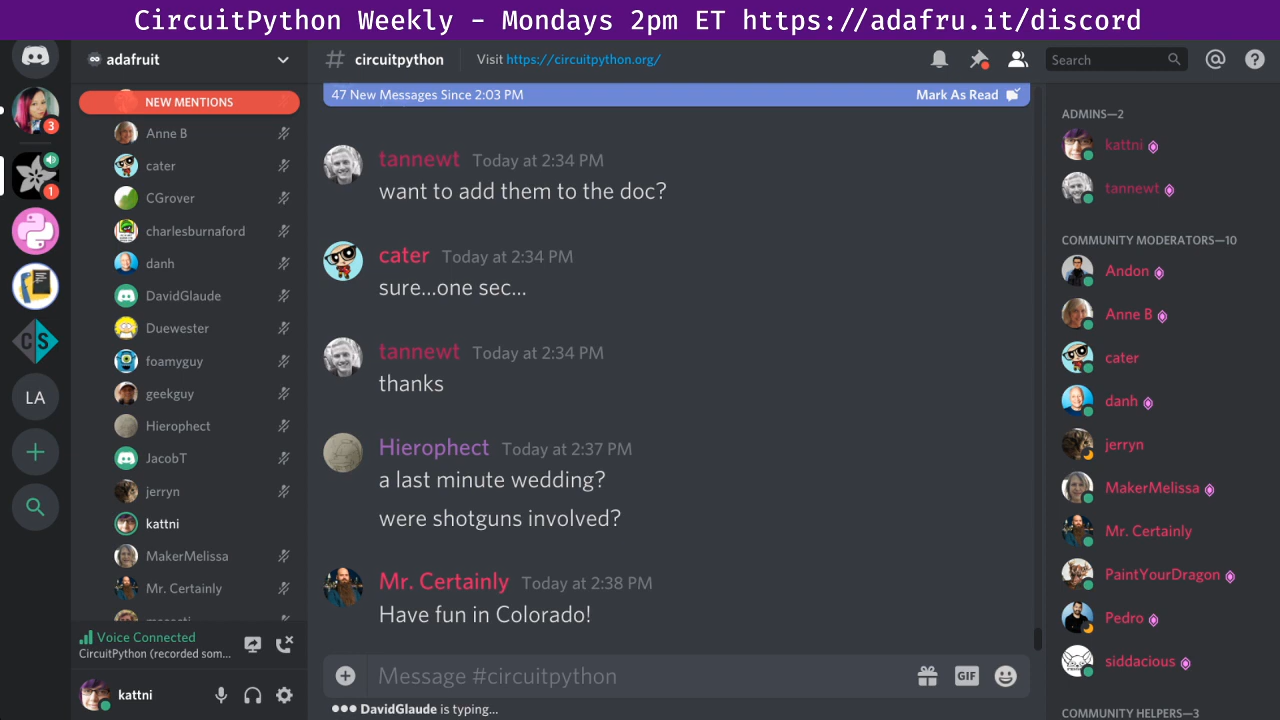 CircuitPython Weekly - Mondays 2pm ET https://adafru.it/discord
adafruit
# circuitpython
Visit https://circuitpython.org/
Search
NEW MENTIONS
Anne B
cater
CGrover
charlesburnaford
danh
DavidGlaude
Duewester
foamyguy
geekguy
Hierophect
JacobT
jerryn
kattni
MakerMelissa
Mr. Certainly
Voice Connected
CircuitPython (recorded som...
kattni
3
1
LA
CS
47 New Messages Since 2:03 PM
Mark As Read
tannewt Today at 2:34 PM
want to add them to the doc?
cater Today at 2:34 PM
sure...one sec...
tannewt Today at 2:34 PM
thanks
Hierophect Today at 2:37 PM
a last minute wedding?
were shotguns involved?
Mr. Certainly Today at 2:38 PM
Have fun in Colorado!
Message #circuitpython
GIF
DavidGlaude is typing...
ADMINS—2
kattni
tannewt
COMMUNITY MODERATORS—10
Andon
Anne B
cater
danh
jerryn
MakerMelissa
Mr. Certainly
PaintYourDragon
Pedro
siddacious
COMMUNITY HELPERS—3